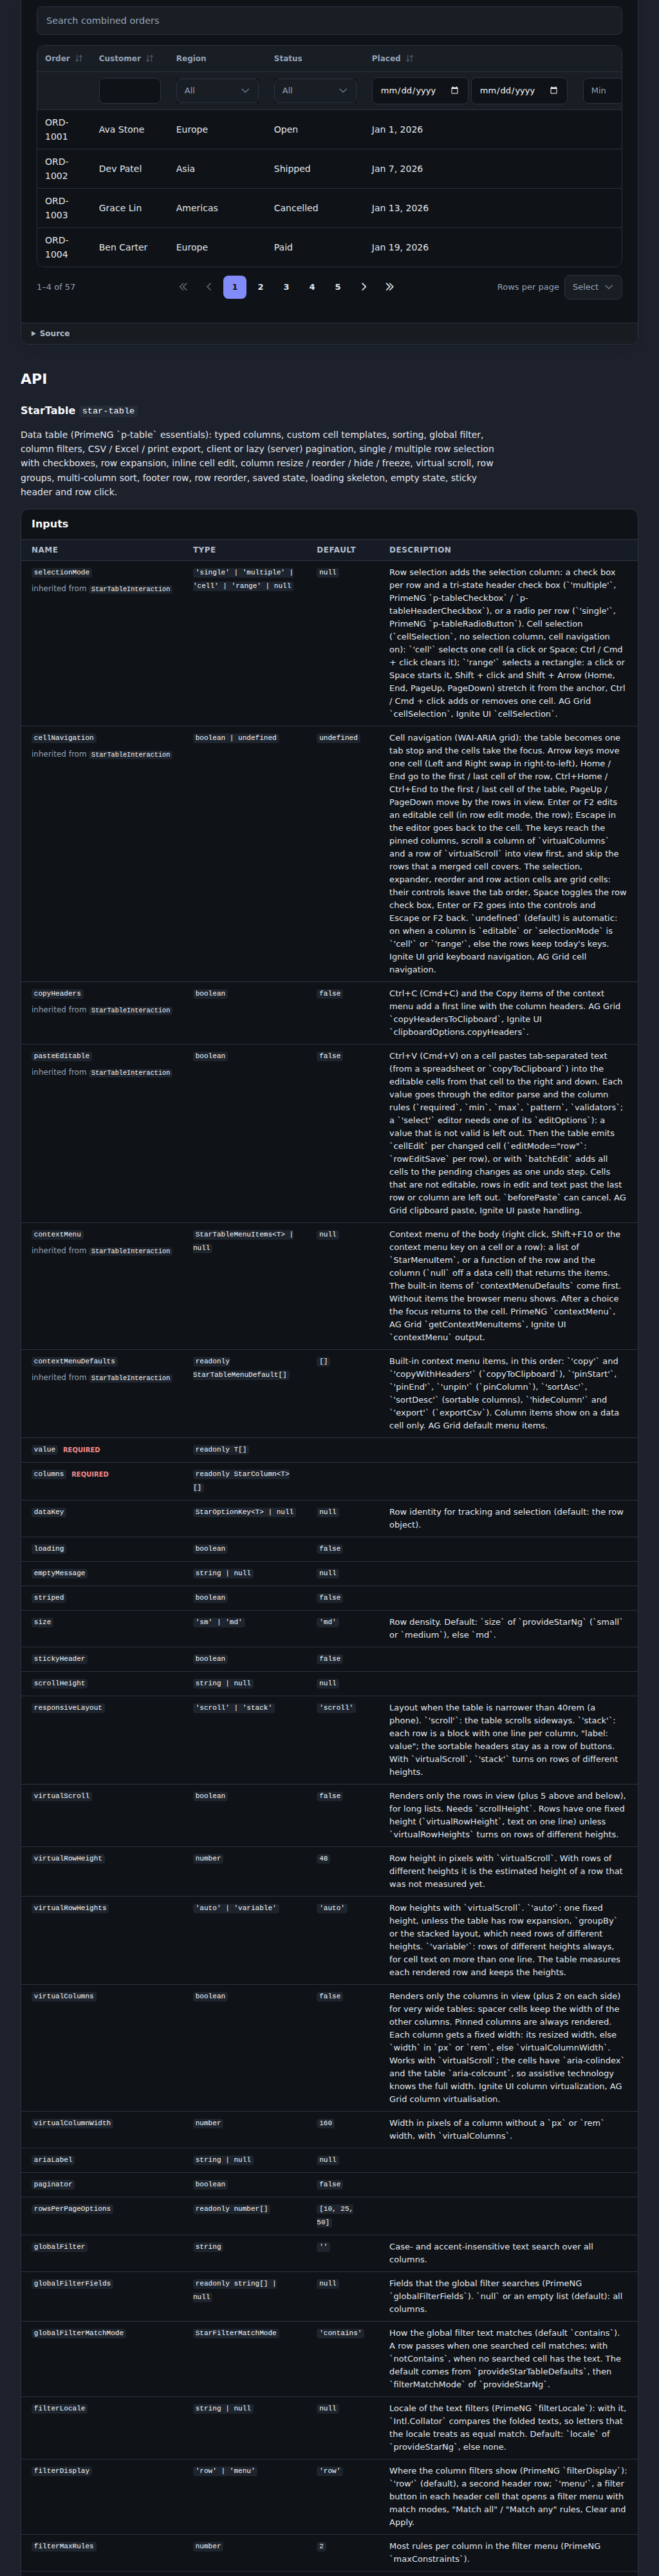 Search combined orders
Order Customer Region Status Placed
All All mm/dd/yyyy mm/dd/yyyy Min
ORD-
1001 Ava Stone Europe Open Jan 1, 2026
ORD-
1002 Dev Patel Asia Shipped Jan 7, 2026
ORD-
1003 Grace Lin Americas Cancelled Jan 13, 2026
ORD-
1004 Ben Carter Europe Paid Jan 19, 2026
1–4 of 57 1 2 3 4 5 Rows per page Select
Source
API
StarTable star-table
Data table (PrimeNG `p-table` essentials): typed columns, custom cell templates, sorting, global filter,
column filters, CSV / Excel / print export, client or lazy (server) pagination, single / multiple row selection
with checkboxes, row expansion, inline cell edit, column resize / reorder / hide / freeze, virtual scroll, row
groups, multi-column sort, footer row, row reorder, saved state, loading skeleton, empty state, sticky
header and row click.
Inputs
NAME TYPE DEFAULT DESCRIPTION
selectionMode 'single' | 'multiple' | null Row selection adds the selection column: a check box
inherited from StarTableInteraction 'cell' | 'range' | null per row and a tri-state header check box (`'multiple'`,
PrimeNG `p-tableCheckbox` / `p-
tableHeaderCheckbox`), or a radio per row (`'single'`,
PrimeNG `p-tableRadioButton`). Cell selection
(`cellSelection`, no selection column, cell navigation
on): `'cell'` selects one cell (a click or Space; Ctrl / Cmd
+ click clears it); `'range'` selects a rectangle: a click or
Space starts it, Shift + click and Shift + Arrow (Home,
End, PageUp, PageDown) stretch it from the anchor, Ctrl
/ Cmd + click adds or removes one cell. AG Grid
`cellSelection`, Ignite UI `cellSelection`.
cellNavigation boolean | undefined undefined Cell navigation (WAI-ARIA grid): the table becomes one
inherited from StarTableInteraction tab stop and the cells take the focus. Arrow keys move
one cell (Left and Right swap in right-to-left), Home /
End go to the first / last cell of the row, Ctrl+Home /
Ctrl+End to the first / last cell of the table, PageUp /
PageDown move by the rows in view. Enter or F2 edits
an editable cell (in row edit mode, the row); Escape in
the editor goes back to the cell. The keys reach the
pinned columns, scroll a column of `virtualColumns`
and a row of `virtualScroll` into view first, and skip the
rows that a merged cell covers. The selection,
expander, reorder and row action cells are grid cells:
their controls leave the tab order, Space toggles the row
check box, Enter or F2 goes into the controls and
Escape or F2 back. `undefined` (default) is automatic:
on when a column is `editable` or `selectionMode` is
`'cell'` or `'range'`, else the rows keep today's keys.
Ignite UI grid keyboard navigation, AG Grid cell
navigation.
copyHeaders boolean false Ctrl+C (Cmd+C) and the Copy items of the context
inherited from StarTableInteraction menu add a first line with the column headers. AG Grid
`copyHeadersToClipboard`, Ignite UI
`clipboardOptions.copyHeaders`.
pasteEditable boolean false Ctrl+V (Cmd+V) on a cell pastes tab-separated text
inherited from StarTableInteraction (from a spreadsheet or `copyToClipboard`) into the
editable cells from that cell to the right and down. Each
value goes through the editor parse and the column
rules (`required`, `min`, `max`, `pattern`, `validators`;
a `'select'` editor needs one of its `editOptions`): a
value that is not valid is left out. Then the table emits
`cellEdit` per changed cell (`editMode="row"`:
`rowEditSave` per row), or with `batchEdit` adds all
cells to the pending changes as one undo step. Cells
that are not editable, rows in edit and text past the last
row or column are left out. `beforePaste` can cancel. AG
Grid clipboard paste, Ignite UI paste handling.
contextMenu StarTableMenuItems<T> | null Context menu of the body (right click, Shift+F10 or the
inherited from StarTableInteraction null context menu key on a cell or a row): a list of
`StarMenuItem`, or a function of the row and the
column (`null` off a data cell) that returns the items.
The built-in items of `contextMenuDefaults` come first.
Without items the browser menu shows. After a choice
the focus returns to the cell. PrimeNG `contextMenu`,
AG Grid `getContextMenuItems`, Ignite UI
`contextMenu` output.
contextMenuDefaults readonly [] Built-in context menu items, in this order: `'copy'` and
inherited from StarTableInteraction StarTableMenuDefault[] `'copyWithHeaders'` (`copyToClipboard`), `'pinStart'`,
`'pinEnd'`, `'unpin'` (`pinColumn`), `'sortAsc'`,
`'sortDesc'` (sortable columns), `'hideColumn'` and
`'export'` (`exportCsv`). Column items show on a data
cell only. AG Grid default menu items.
value REQUIRED readonly T[]
columns REQUIRED readonly StarColumn<T>
[]
dataKey StarOptionKey<T> | null null Row identity for tracking and selection (default: the row
object).
loading boolean false
emptyMessage string | null null
striped boolean false
size 'sm' | 'md' 'md' Row density. Default: `size` of `provideStarNg` (`small`
or `medium`), else `md`.
stickyHeader boolean false
scrollHeight string | null null
responsiveLayout 'scroll' | 'stack' 'scroll' Layout when the table is narrower than 40rem (a
phone). `'scroll'`: the table scrolls sideways. `'stack'`:
each row is a block with one line per column, "label:
value"; the sortable headers stay as a row of buttons.
With `virtualScroll`, `'stack'` turns on rows of different
heights.
virtualScroll boolean false Renders only the rows in view (plus 5 above and below),
for long lists. Needs `scrollHeight`. Rows have one fixed
height (`virtualRowHeight`, text on one line) unless
`virtualRowHeights` turns on rows of different heights.
virtualRowHeight number 48 Row height in pixels with `virtualScroll`. With rows of
different heights it is the estimated height of a row that
was not measured yet.
virtualRowHeights 'auto' | 'variable' 'auto' Row heights with `virtualScroll`. `'auto'`: one fixed
height, unless the table has row expansion, `groupBy`
or the stacked layout, which need rows of different
heights. `'variable'`: rows of different heights always,
for cell text on more than one line. The table measures
each rendered row and keeps the heights.
virtualColumns boolean false Renders only the columns in view (plus 2 on each side)
for very wide tables: spacer cells keep the width of the
other columns. Pinned columns are always rendered.
Each column gets a fixed width: its resized width, else
`width` in `px` or `rem`, else `virtualColumnWidth`.
Works with `virtualScroll`; the cells have `aria-colindex`
and the table `aria-colcount`, so assistive technology
knows the full width. Ignite UI column virtualization, AG
Grid column virtualisation.
virtualColumnWidth number 160 Width in pixels of a column without a `px` or `rem`
width, with `virtualColumns`.
ariaLabel string | null null
paginator boolean false
rowsPerPageOptions readonly number[] [10, 25,
50]
globalFilter string '' Case- and accent-insensitive text search over all
columns.
globalFilterFields readonly string[] | null Fields that the global filter searches (PrimeNG
null `globalFilterFields`). `null` or an empty list (default): all
columns.
globalFilterMatchMode StarFilterMatchMode 'contains' How the global filter text matches (default `contains`).
A row passes when one searched cell matches; with
`notContains`, when no searched cell has the text. The
default comes from `provideStarTableDefaults`, then
`filterMatchMode` of `provideStarNg`.
filterLocale string | null null Locale of the text filters (PrimeNG `filterLocale`): with it,
`Intl.Collator` compares the folded texts, so letters that
the locale treats as equal match. Default: `locale` of
`provideStarNg`, else none.
filterDisplay 'row' | 'menu' 'row' Where the column filters show (PrimeNG `filterDisplay`):
`'row'` (default), a second header row; `'menu'`, a filter
button in each header cell that opens a filter menu with
match modes, "Match all" / "Match any" rules, Clear and
Apply.
filterMaxRules number 2 Most rules per column in the filter menu (PrimeNG
`maxConstraints`).